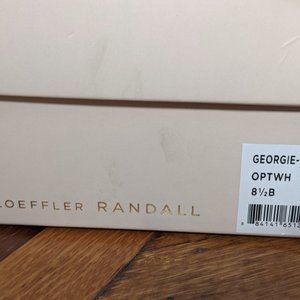 GEORGIE-
OPTWH
8½B
LOEFFLER RANDALL